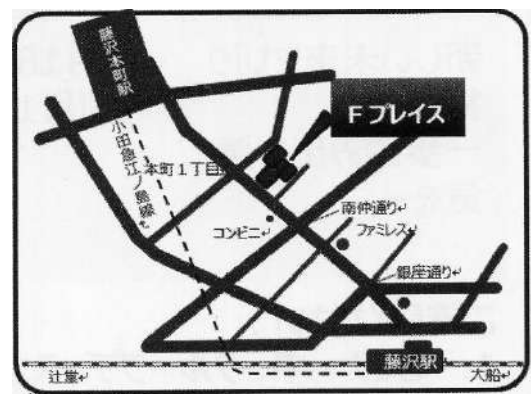 藤沢本町駅
Fプレイス
小田急江ノ島線↲
本町1丁目
南仲通り↲
コンビニ↲
ファミレス↲
銀座通り↲
藤沢駅
辻堂↲
大船↲